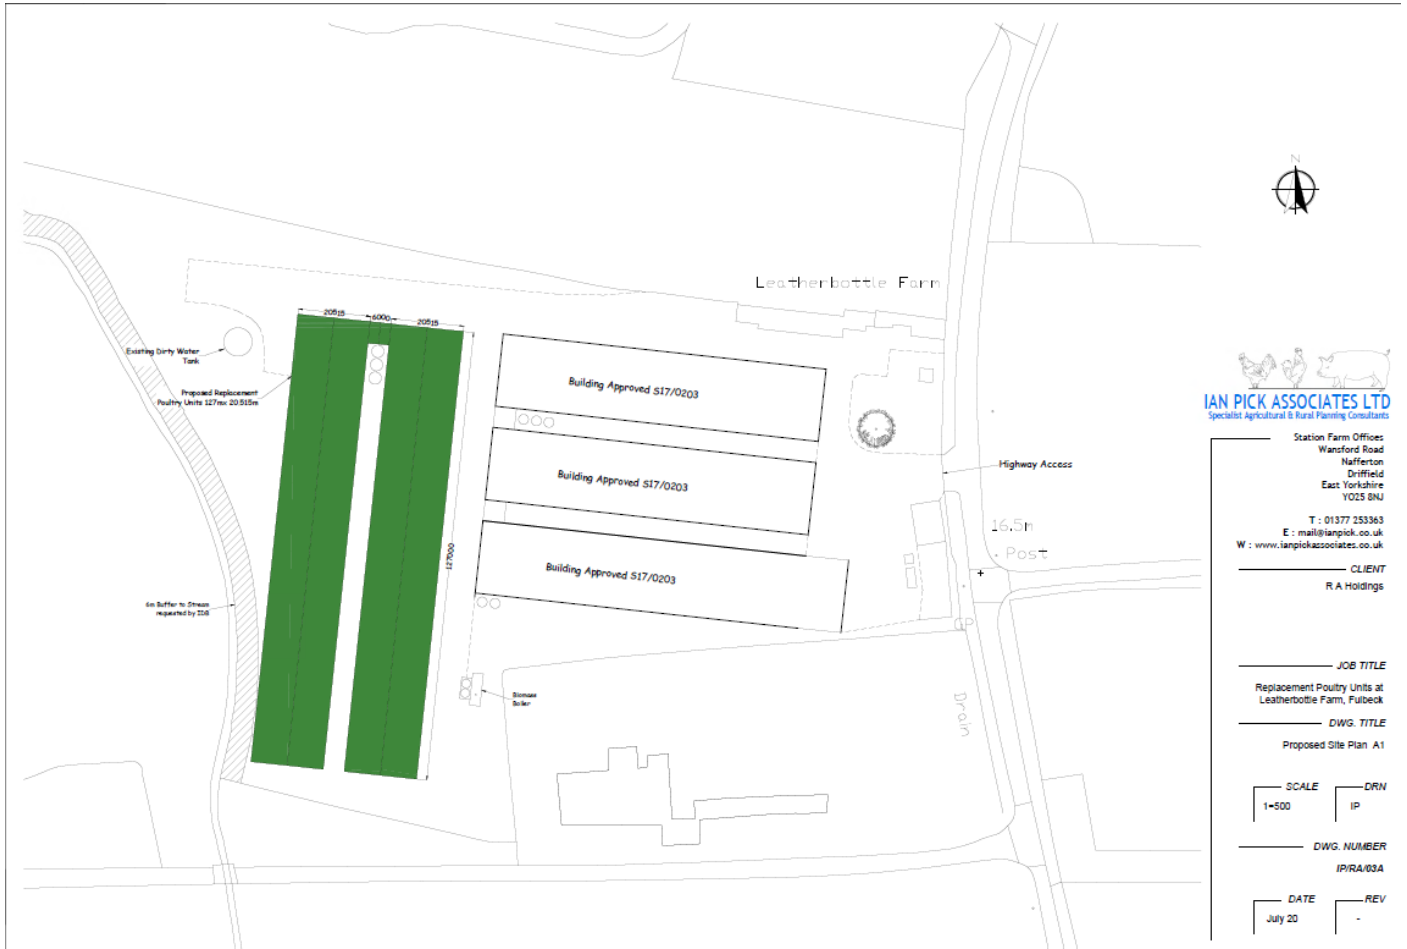 N
Leatherbottle Farm
20515
6000
20515
Existing Dirty Water
Tank
Proposed Replacement
Poultry Units 127mx 20.515m
Building Approved S17/0203
Building Approved S17/0203
Building Approved S17/0203
127000
Highway Access
16.5m
Post
GP
Drain
6m Buffer to Stream
requested by IDB
Biomass
Boiler
IAN PICK ASSOCIATES LTD
Specialist Agricultural & Rural Planning Consultants
Station Farm Offices
Wansford Road
Nafferton
Driffield
East Yorkshire
YO25 8NJ
T : 01377 253363
E : mail@ianpick.co.uk
W : www.ianpickassociates.co.uk
CLIENT
R A Holdings
JOB TITLE
Replacement Poultry Units at
Leatherbottle Farm, Fulbeck
DWG. TITLE
Proposed Site Plan A1
SCALE
1=500
DRN
IP
DWG. NUMBER
IP/RA/03A
DATE
July 20
REV
-